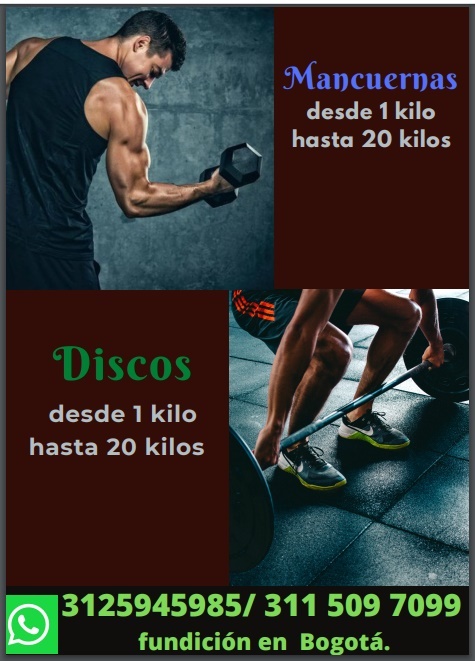 Mancuernas
desde 1 kilo
hasta 20 kilos
Discos
desde 1 kilo
hasta 20 kilos
3125945985/ 311 509 7099
fundición en Bogotá.